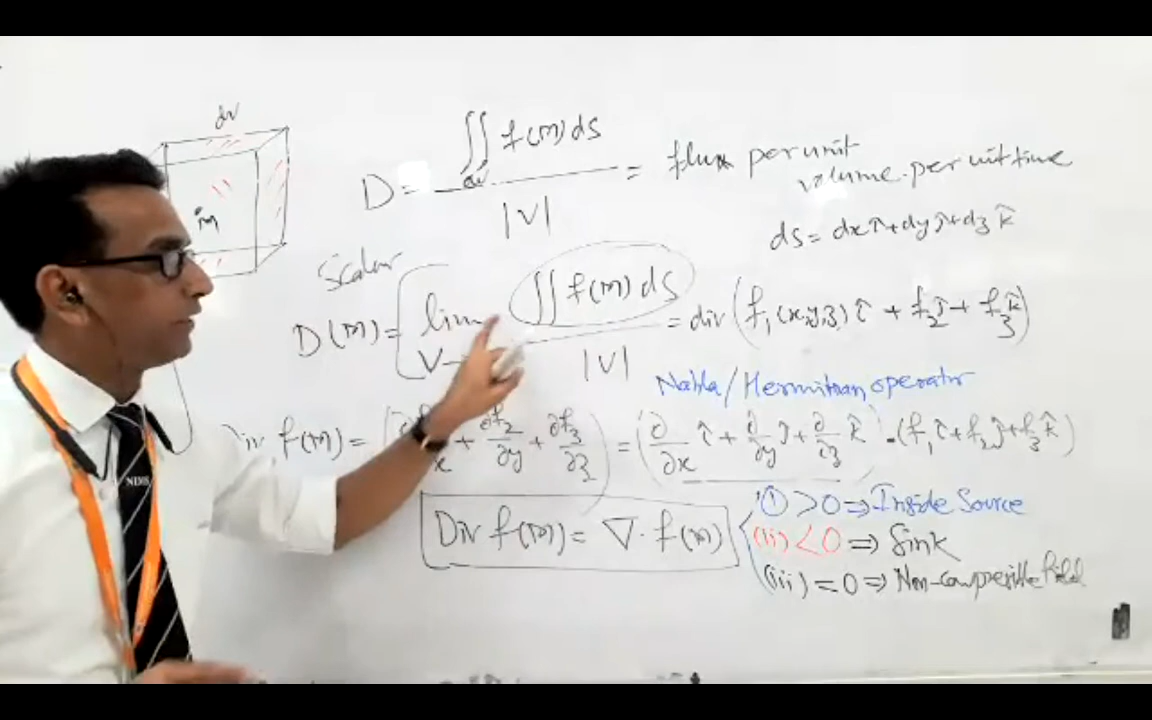 dv
m
D = ∬ f(m) ds / |V| = flux per unit volume. per unit time
ds = dx î + dy ĵ + dz k̂
Scalar
D(m) = lim V→ ∬ f(m) ds / |V| = div (f₁(x,y,z) î + f₂ ĵ + f₃ k̂)
Nabla/Hermitian operator
Div f(m) = (∂f₁/∂x + ∂f₂/∂y + ∂f₃/∂z) = (∂/∂x î + ∂/∂y ĵ + ∂/∂z k̂) · (f₁ î + f₂ ĵ + f₃ k̂)
Div f(m) = ∇ · f(m)
(i) > 0 ⇒ Inside Source
(ii) < 0 ⇒ Sink
(iii) = 0 ⇒ Non-compressible field